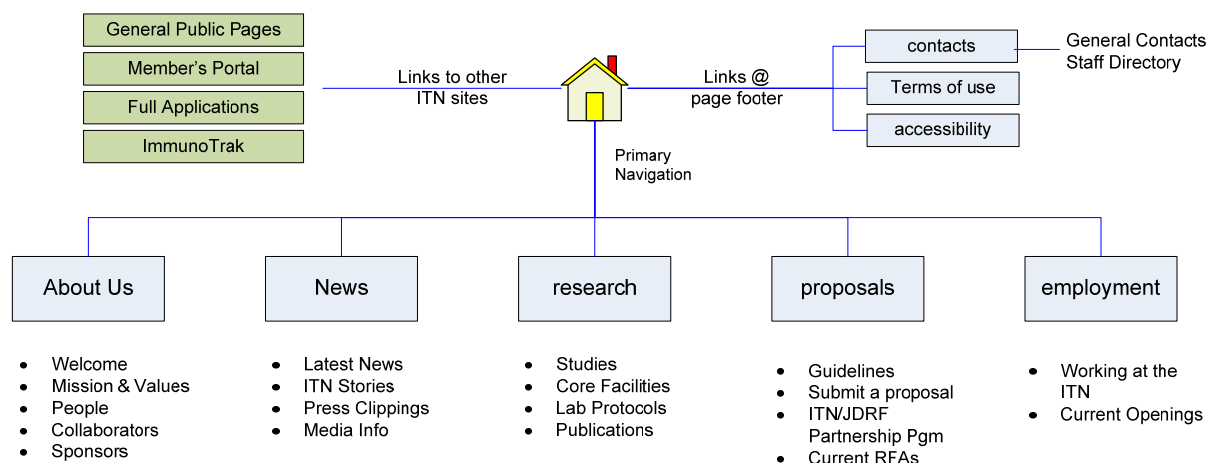 General Public Pages
Member's Portal
Full Applications
ImmunoTrak
Links to other
ITN sites
Links @
page footer
contacts
Terms of use
accessibility
General Contacts
Staff Directory
Primary
Navigation
About Us
News
research
proposals
employment
• Welcome
• Mission & Values
• People
• Collaborators
• Sponsors
• Latest News
• ITN Stories
• Press Clippings
• Media Info
• Studies
• Core Facilities
• Lab Protocols
• Publications
• Guidelines
• Submit a proposal
• ITN/JDRF
Partnership Pgm
• Current RFAs
• Working at the
ITN
• Current Openings